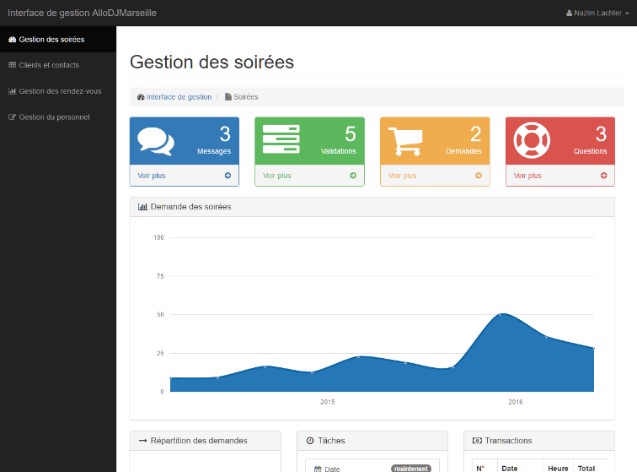 Interface de gestion AlloDJMarseille
Nazim Lachter
Gestion des soirées
Clients et contacts
Gestion des rendez-vous
Gestion du personnel
Gestion des soirées
Interface de gestion / Soirées
3
Messages
Voir plus
5
Validations
Voir plus
2
Demandes
Voir plus
3
Questions
Voir plus
Demande des soirées
100
75
50
25
0
2015
2016
→ Répartition des demandes
Tâches
Date
maintenant
Transactions
N° Date Heure Total